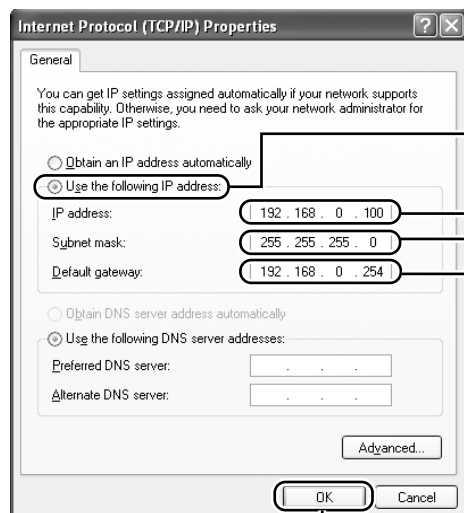 Internet Protocol (TCP/IP) Properties
General
You can get IP settings assigned automatically if your network supports
this capability. Otherwise, you need to ask your network administrator for
the appropriate IP settings.
Obtain an IP address automatically
Use the following IP address:
IP address: 192 . 168 . 0 . 100
Subnet mask: 255 . 255 . 255 . 0
Default gateway: 192 . 168 . 0 . 254
Obtain DNS server address automatically
Use the following DNS server addresses:
Preferred DNS server: . . .
Alternate DNS server: . . .
Advanced...
OK Cancel